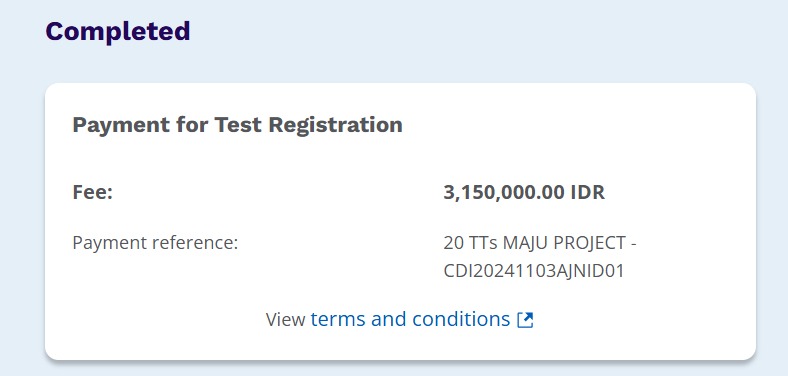 Completed
Payment for Test Registration
Fee: 3,150,000.00 IDR
Payment reference: 20 TTs MAJU PROJECT -
CDI20241103AJNID01
View terms and conditions